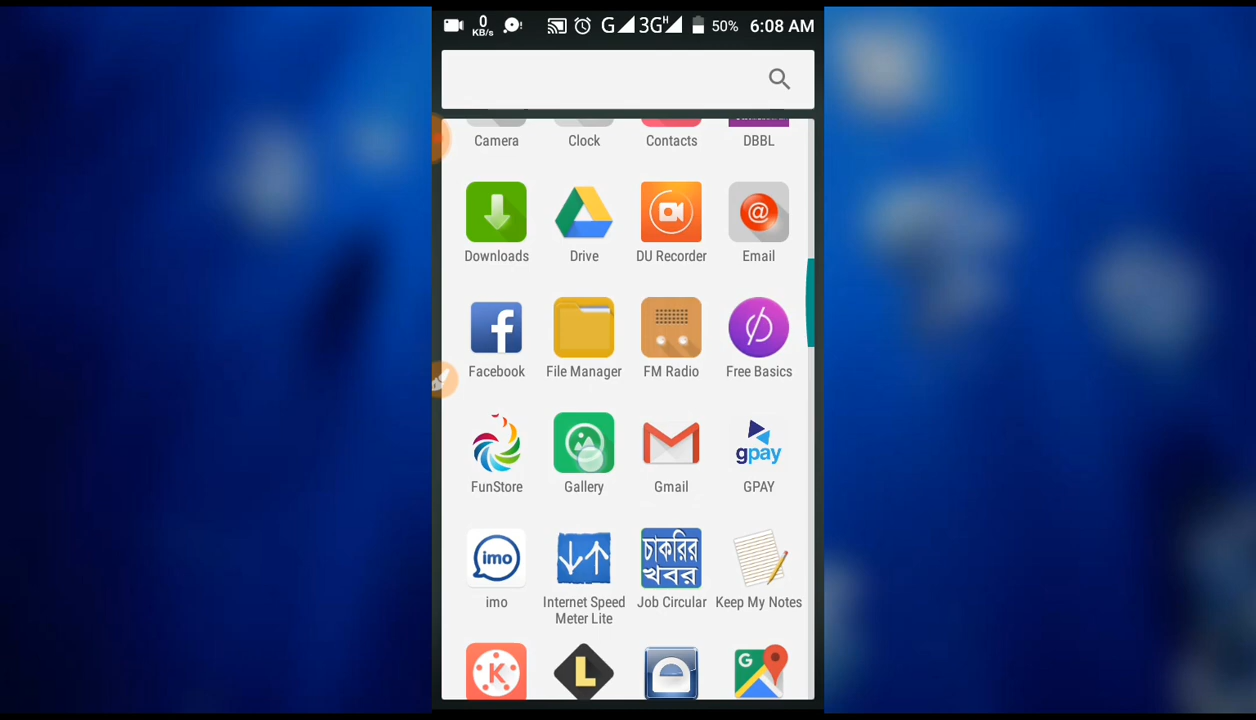 0 KB/s G 3G H 50% 6:08 AM
Camera Clock Contacts DBBL
Downloads Drive DU Recorder Email
Facebook File Manager FM Radio Free Basics
gpay
FunStore Gallery Gmail GPAY
imo চাকরির খবর
imo Internet Speed Meter Lite Job Circular Keep My Notes
K L G